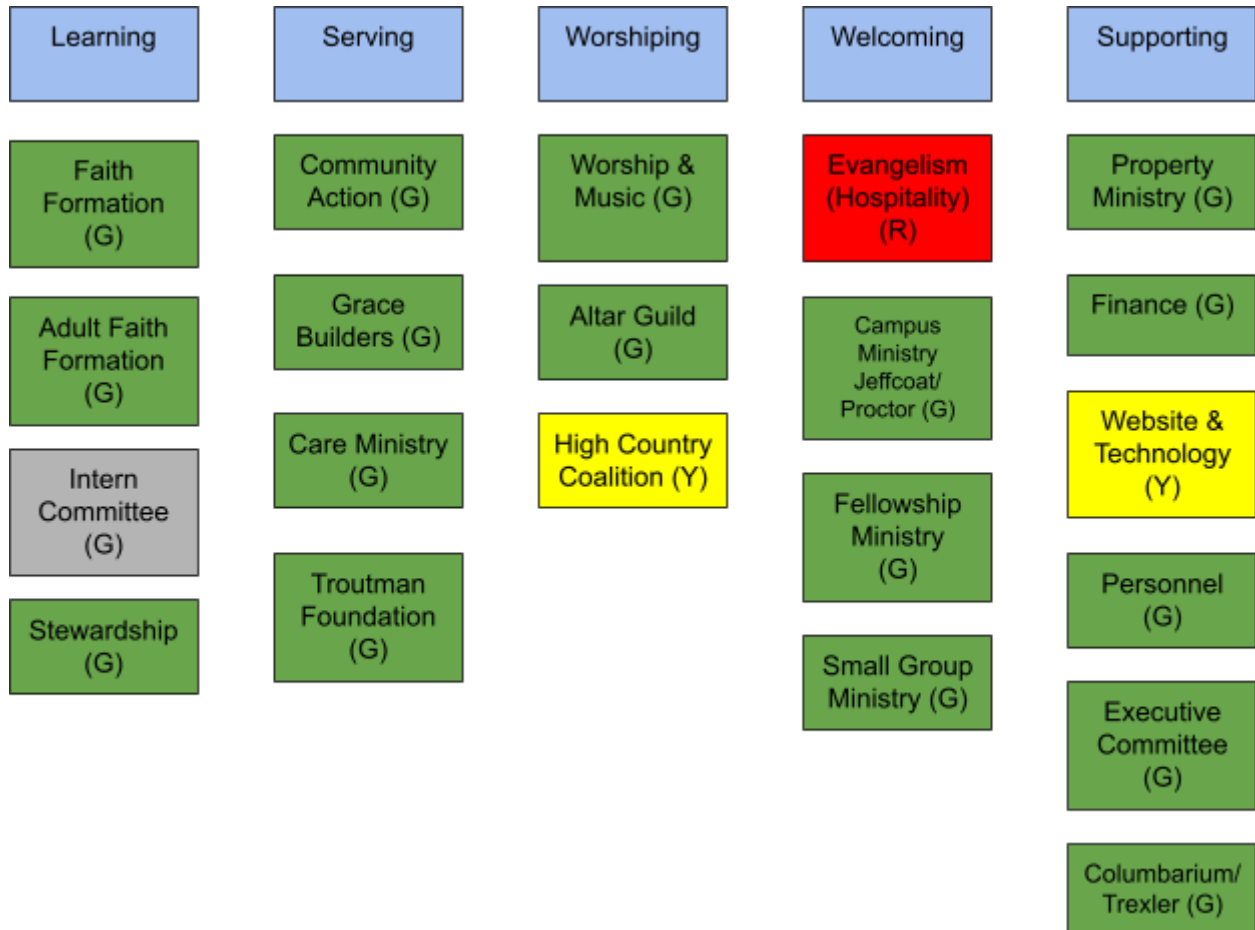 Learning
Serving
Worshiping
Welcoming
Supporting
Faith
Formation
(G)
Adult Faith
Formation
(G)
Intern
Committee
(G)
Stewardship
(G)
Community
Action (G)
Grace
Builders (G)
Care Ministry
(G)
Troutman
Foundation
(G)
Worship &
Music (G)
Altar Guild
(G)
High Country
Coalition (Y)
Evangelism
(Hospitality)
(R)
Campus
Ministry
Jeffcoat/
Proctor (G)
Fellowship
Ministry
(G)
Small Group
Ministry (G)
Property
Ministry (G)
Finance (G)
Website &
Technology
(Y)
Personnel
(G)
Executive
Committee
(G)
Columbarium/
Trexler (G)